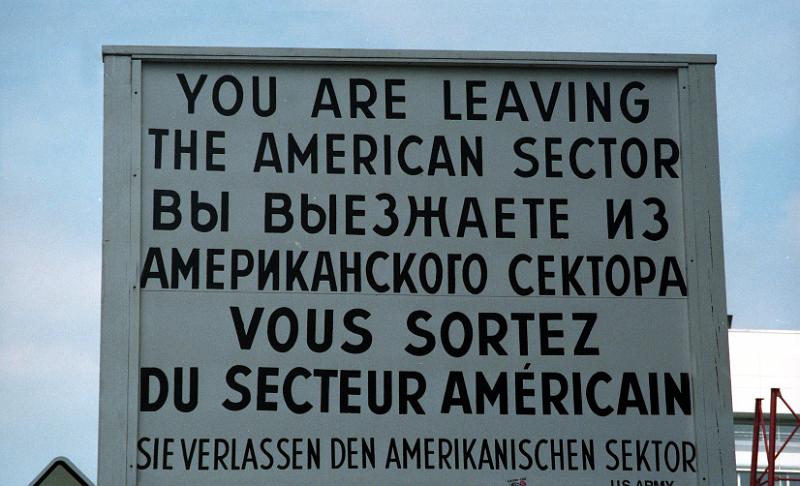 YOU ARE LEAVING
THE AMERICAN SECTOR
ВЫ ВЫЕЗЖАЕТЕ ИЗ
АМЕРИКАНСКОГО СЕКТОРА
VOUS SORTEZ
DU SECTEUR AMÉRICAIN
SIE VERLASSEN DEN AMERIKANISCHEN SEKTOR
US ARMY